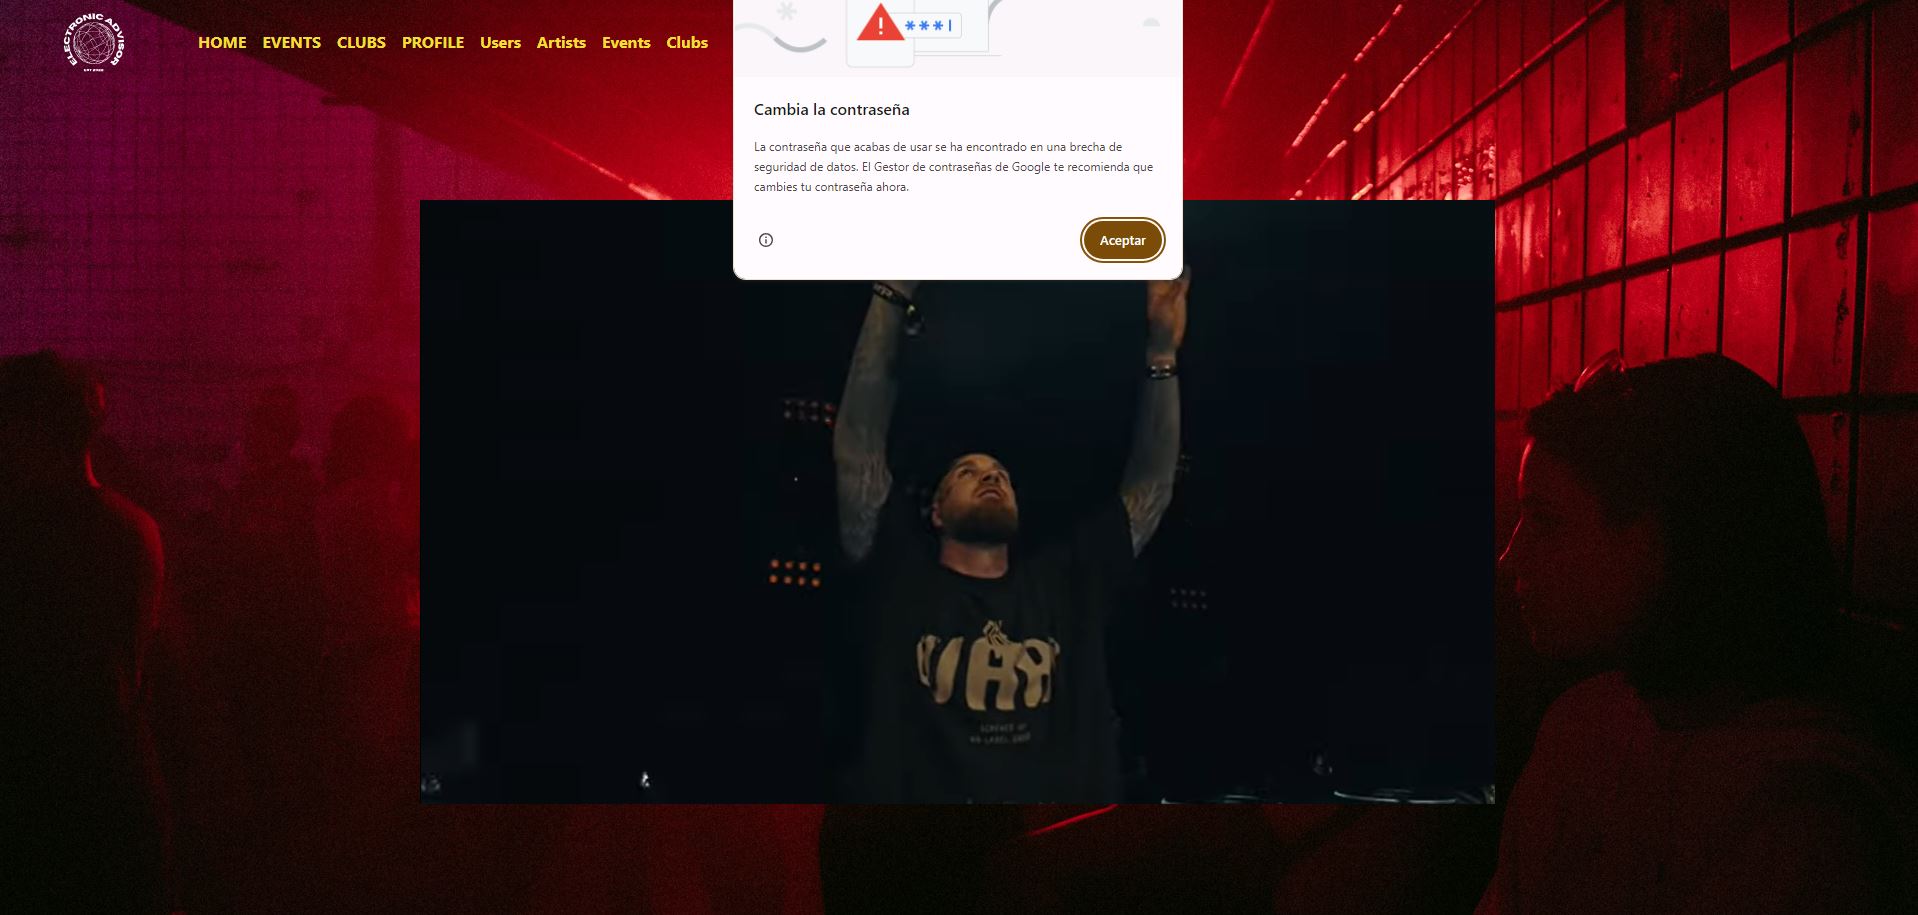 ELECTRONIC ADVISOR
HOME EVENTS CLUBS PROFILE Users Artists Events Clubs
***|
Cambia la contraseña
La contraseña que acabas de usar se ha encontrado en una brecha de
seguridad de datos. El Gestor de contraseñas de Google te recomienda que
cambies tu contraseña ahora.
Aceptar